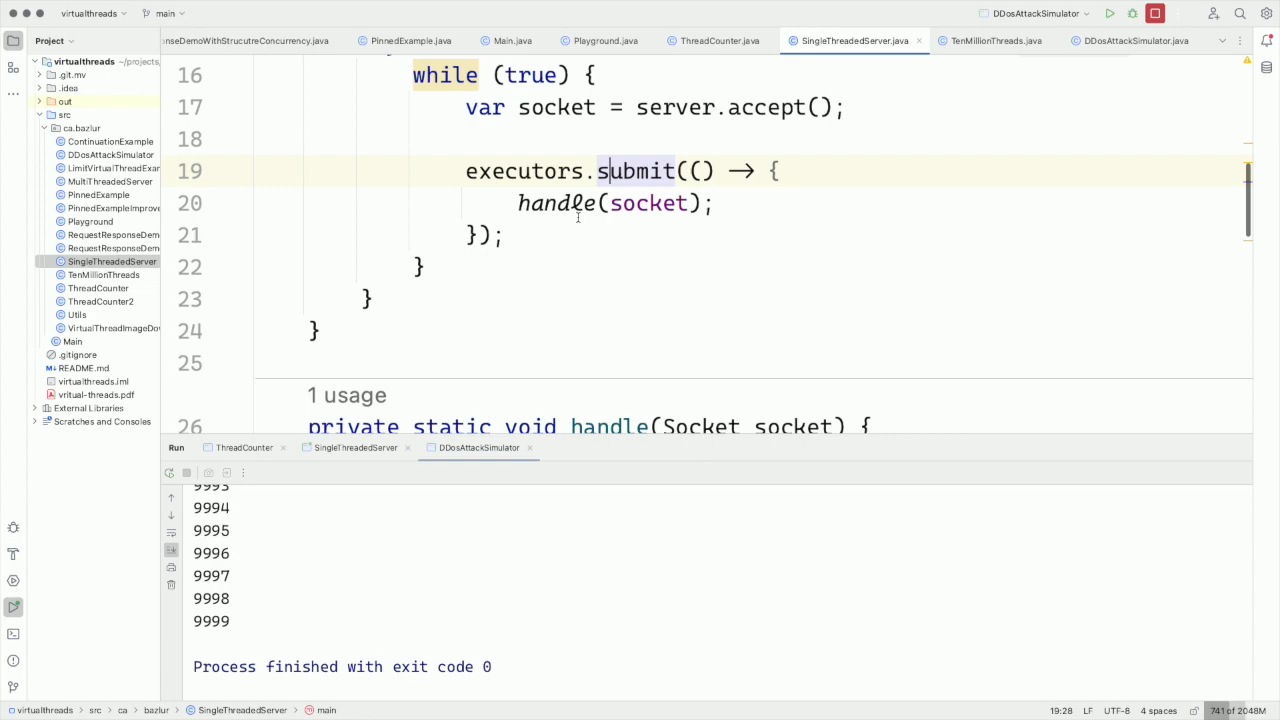 virtualthreads
main
DDosAttackSimulator
Project
nseDemoWithStrucutreConcurrency.java
PinnedExample.java
Main.java
Playground.java
ThreadCounter.java
SingleThreadedServer.java
TenMillionThreads.java
DDosAttackSimulator.java
virtualthreads ~/projects/
.git.mv
.idea
out
src
ca.bazlur
ContinuationExample
DDosAttackSimulator
LimitVirtualThreadExar
MultiThreadedServer
PinnedExample
PinnedExampleImprove
Playground
RequestResponseDemo
RequestResponseDemo
SingleThreadedServer
TenMillionThreads
ThreadCounter
ThreadCounter2
Utils
VirtualThreadImageDov
Main
.gitignore
README.md
virtualthreads.iml
vritual-threads.pdf
External Libraries
Scratches and Consoles
16 while (true) {
17 var socket = server.accept();
18
19 executors.submit(() -> {
20 handle(socket);
21 });
22 }
23 }
24 }
25
1 usage
26 private static void handle(Socket socket) {
Run
ThreadCounter
SingleThreadedServer
DDosAttackSimulator
9993
9994
9995
9996
9997
9998
9999
Process finished with exit code 0
virtualthreads > src > ca > bazlur > SingleThreadedServer > main
19:28 LF UTF-8 4 spaces 741 of 2048M